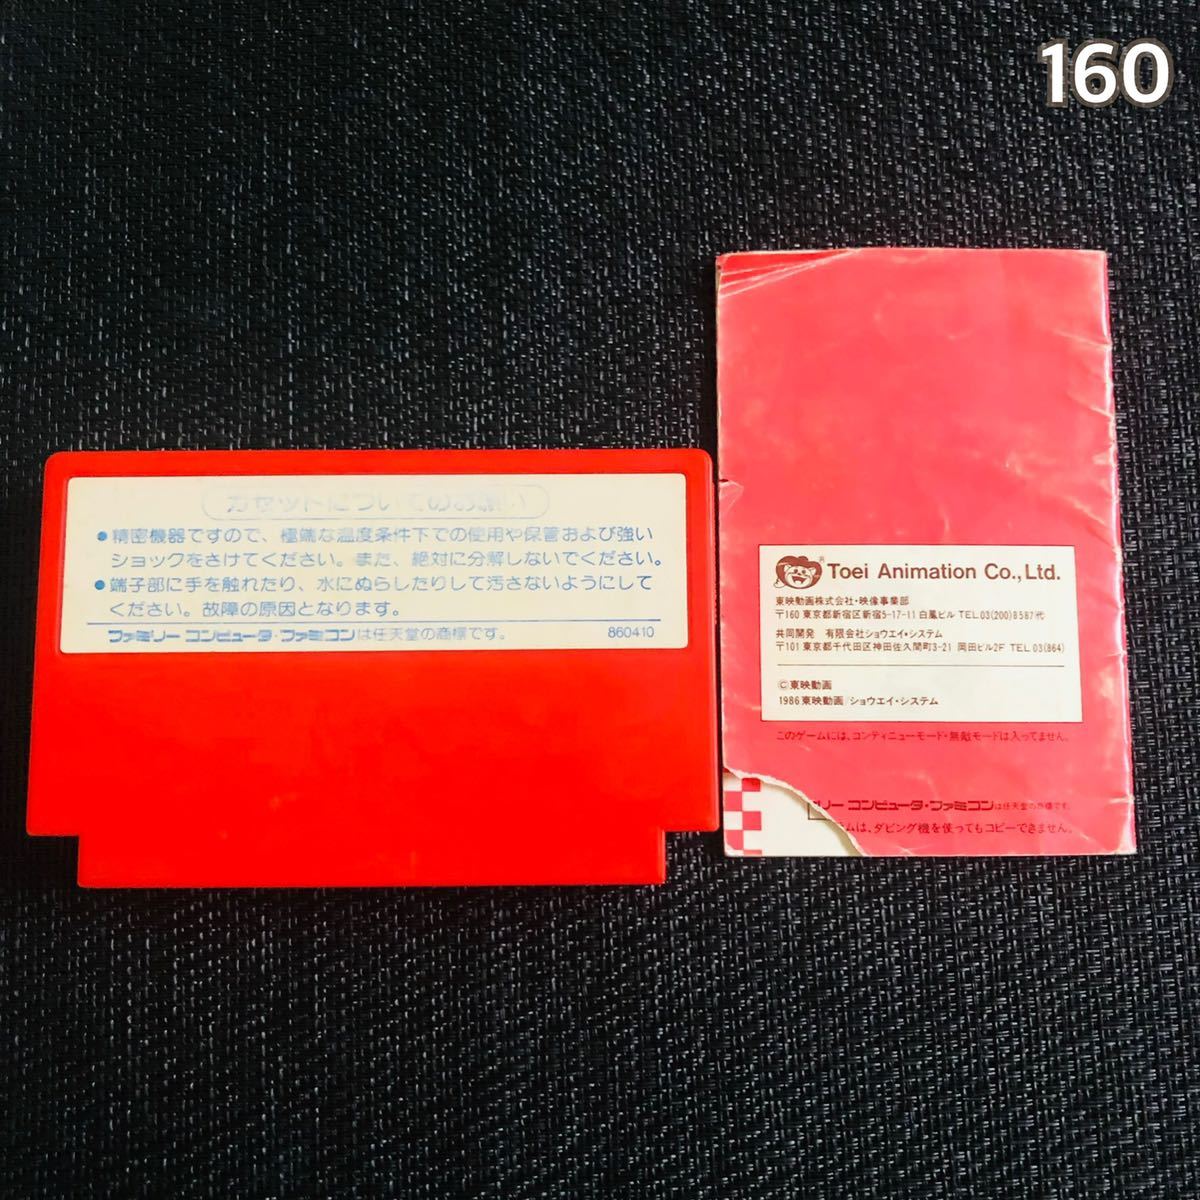 160
カセットについてのお願い
●精密機器ですので、極端な温度条件下での使用や保管および強い
ショックをさけてください。また、絶対に分解しないでください。
●端子部に手を触れたり、水にぬらしたりして汚さないようにして
ください。故障の原因となります。
ファミリーコンピュータ・ファミコンは任天堂の商標です。 860410
Toei Animation Co.,Ltd.
東映動画株式会社・映像事業部
〒160 東京都新宿区新宿5-17-11 白鳳ビル TEL.03(200)8587代)
共同開発 有限会社ショウエイ・システム
〒101 東京都千代田区神田佐久間町3-21 岡田ビル2F TEL 03(864)
©東映動画
1986東映動画/ショウエイ・システム
このゲームには、コンティニューモード・無敵モードは入ってません。
リー コンピュータ・ファミコンは任天堂の商標です。
ムは、ダビング機を使ってもコピーできません。